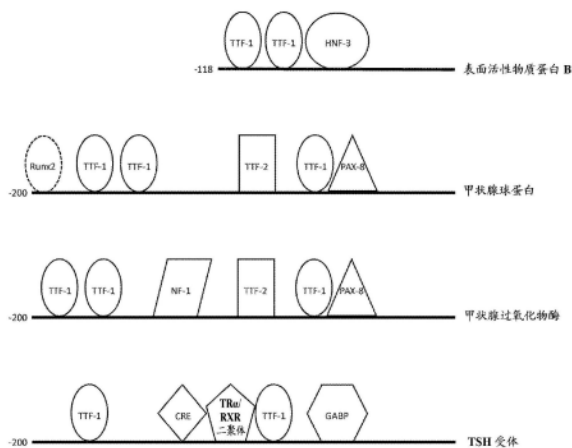 TTF-1 TTF-1 HNF-3
-118 表面活性物质蛋白 B
Runx2 TTF-1 TTF-1 TTF-2 TTF-1 PAX-8
-200 甲状腺球蛋白
TTF-1 TTF-1 NF-1 TTF-2 TTF-1 PAX-8
-200 甲状腺过氧化物酶
TTF-1 CRE TRα/ RXR 二聚体 TTF-1 GABP
-200 TSH 受体